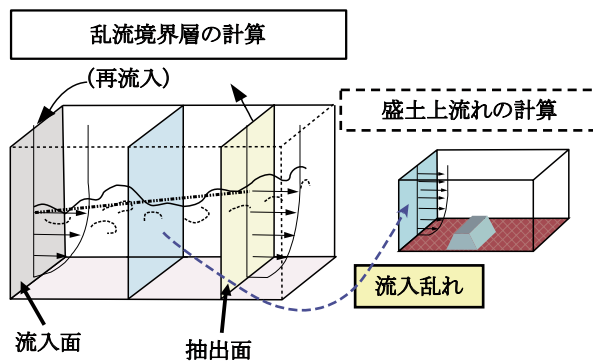 乱流境界層の計算
(再流入)
盛土上流れの計算
流入乱れ
流入面
抽出面